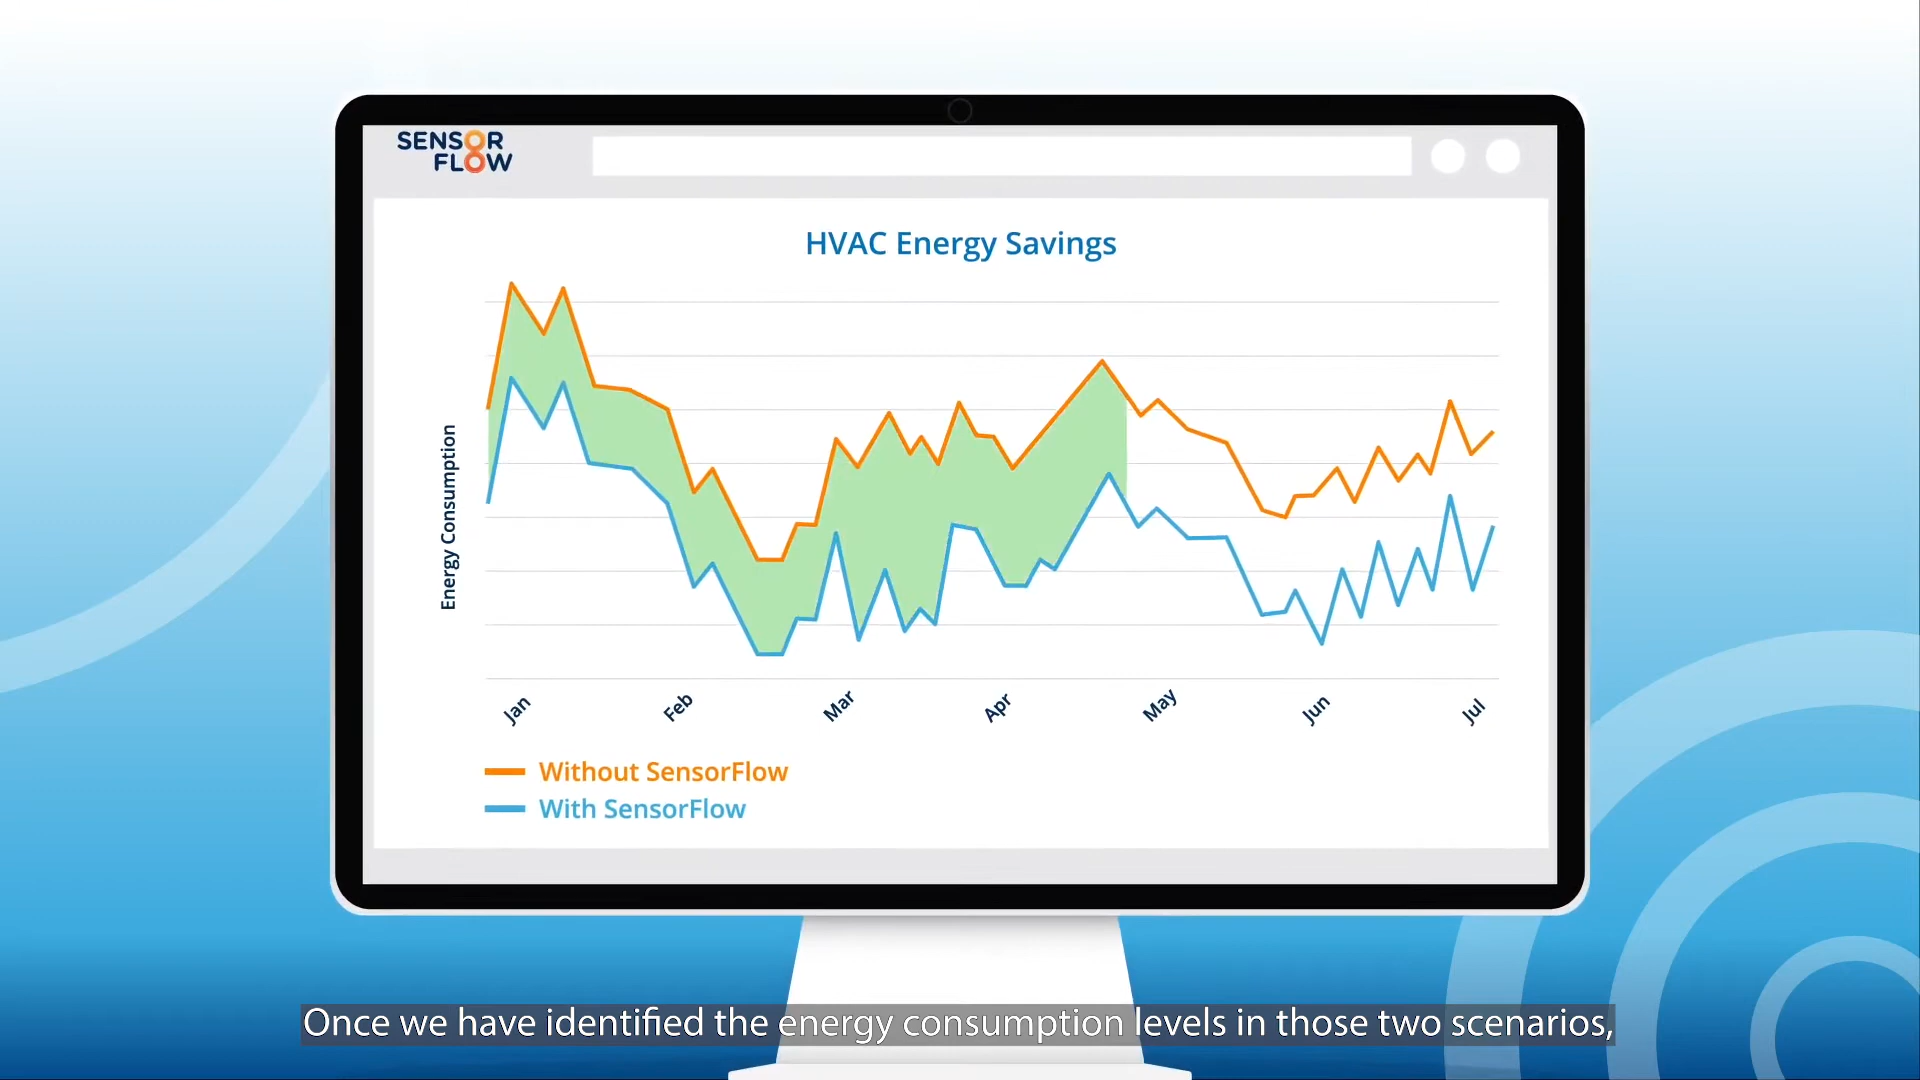 SENSOR
FLOW
HVAC Energy Savings
Energy Consumption
Jan
Feb
Mar
Apr
May
Jun
Jul
Without SensorFlow
With SensorFlow
Once we have identified the energy consumption levels in those two scenarios,